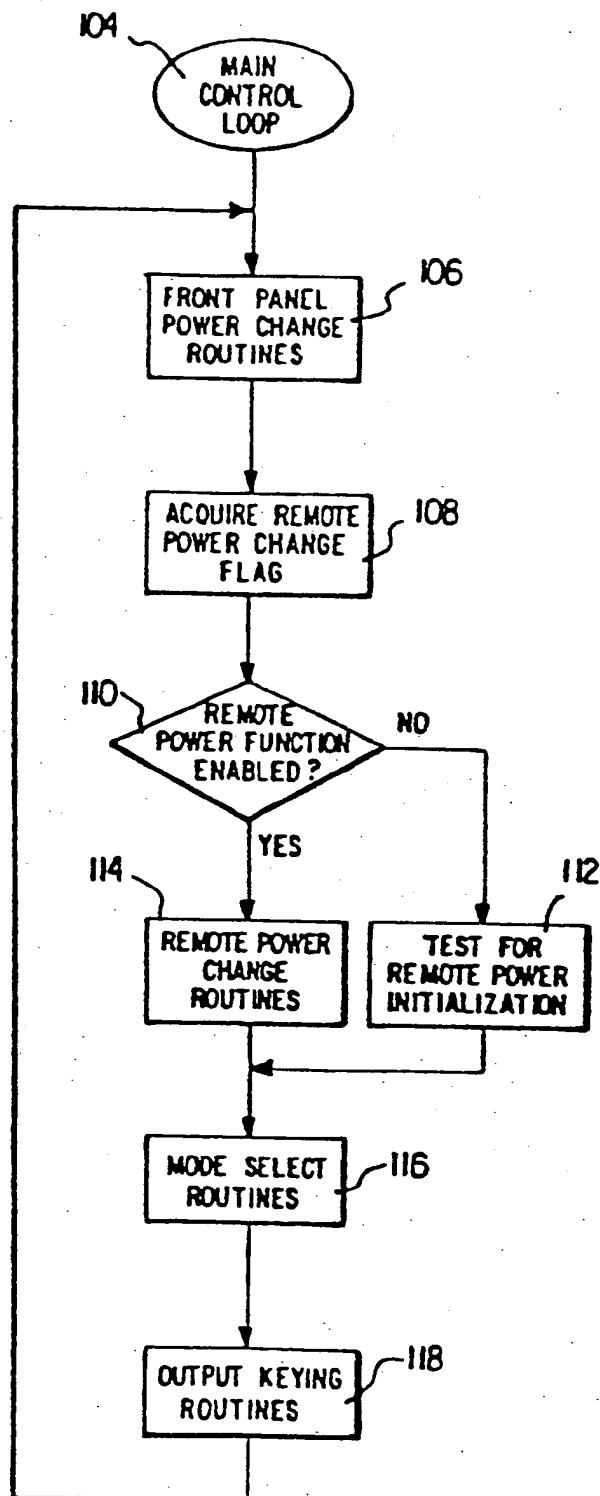 104
MAIN
CONTROL
LOOP
106
FRONT PANEL
POWER CHANGE
ROUTINES
108
ACQUIRE REMOTE
POWER CHANGE
FLAG
110
REMOTE
POWER FUNCTION
ENABLED?
NO
YES
114
REMOTE POWER
CHANGE
ROUTINES
112
TEST FOR
REMOTE POWER
INITIALIZATION
MODE SELECT
ROUTINES
116
OUTPUT KEYING
ROUTINES
118